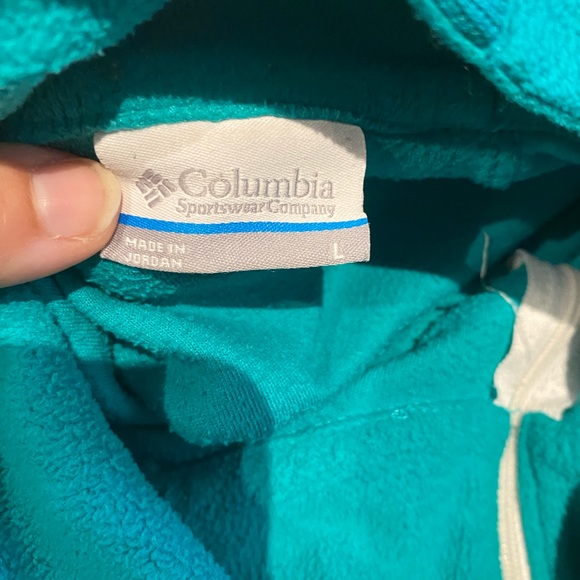 Columbia
Sportswear Company
MADE IN
JORDAN
L